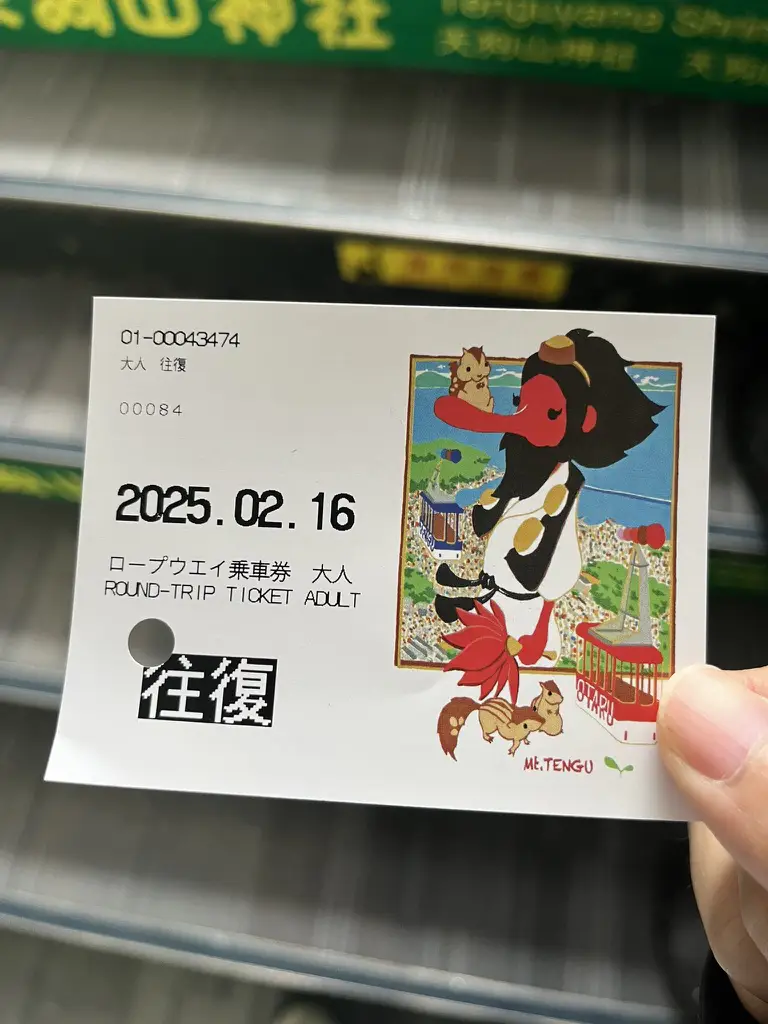 狗山神社
Tenguyama Shri
天狗山神社
01-00043474
大人 往復
00084
2025.02.16
ロープウエイ乗車券 大人
ROUND-TRIP TICKET ADULT
往復
OTARU
Mt.TENGU